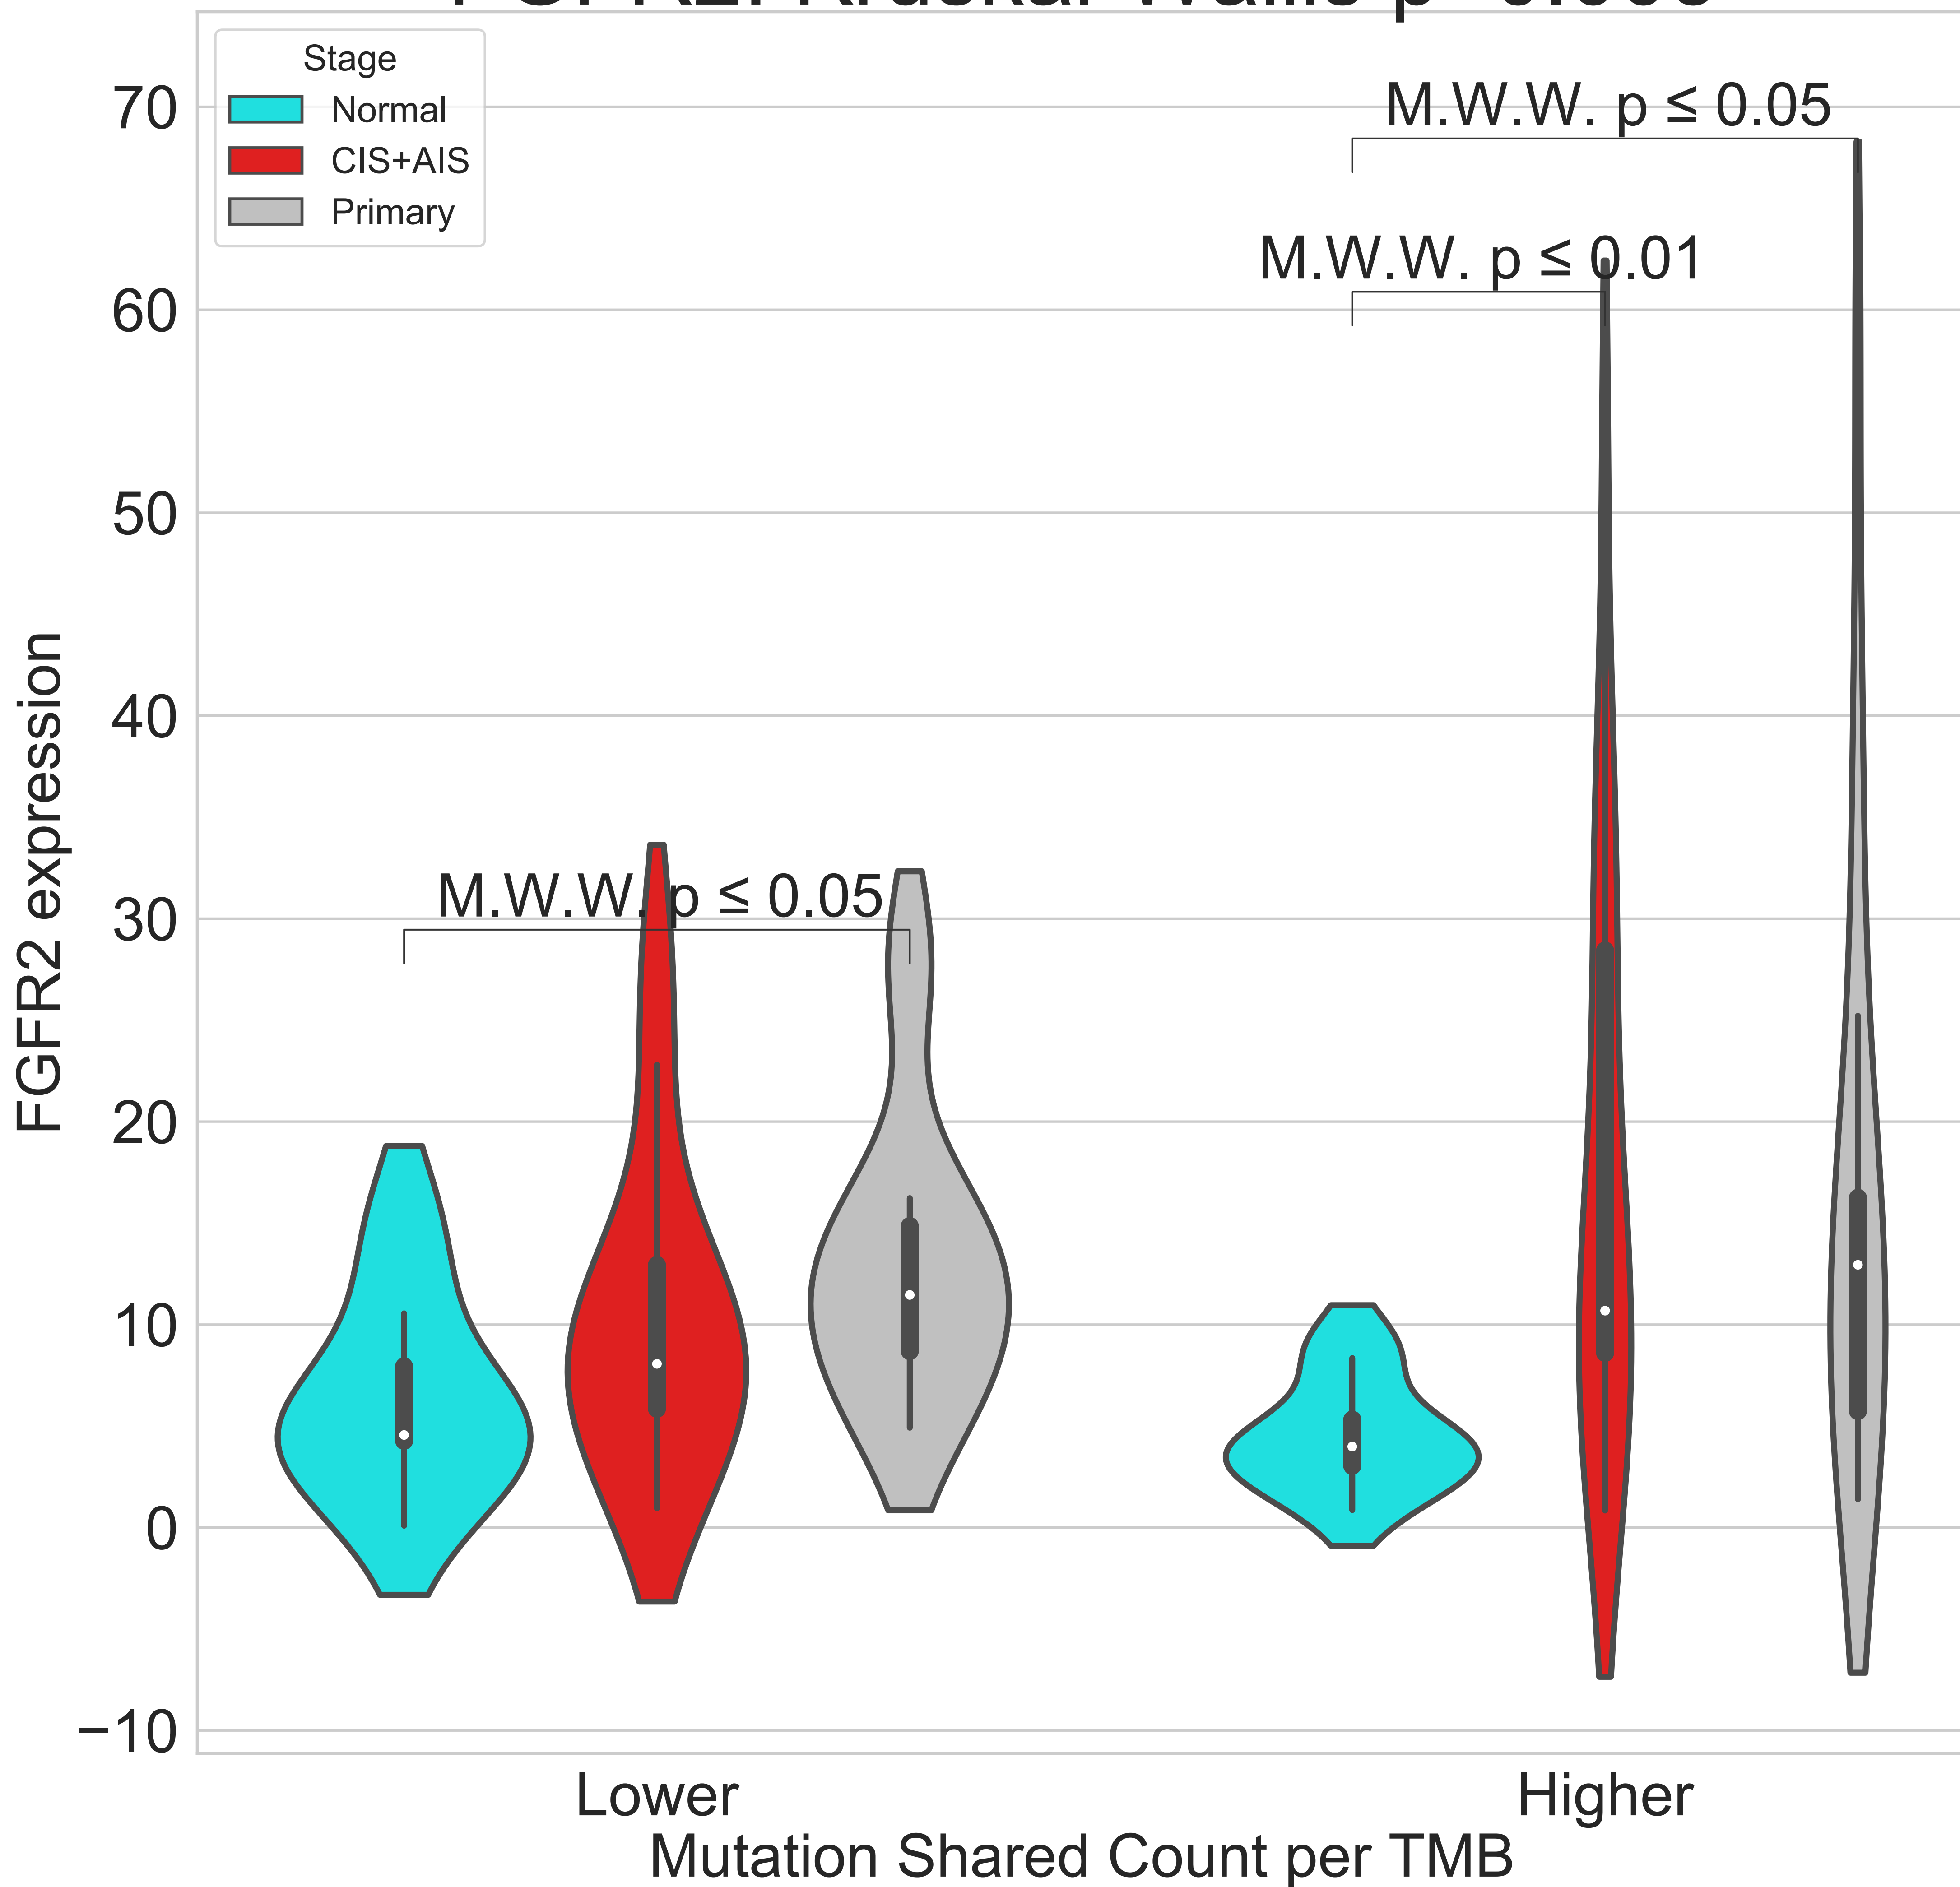 Stage
Normal
CIS+AIS
Primary
M.W.W. p ≤ 0.05
M.W.W. p ≤ 0.01
M.W.W. p ≤ 0.05
70
60
50
40
30
20
10
0
−10
FGFR2 expression
Lower
Higher
Mutation Shared Count per TMB